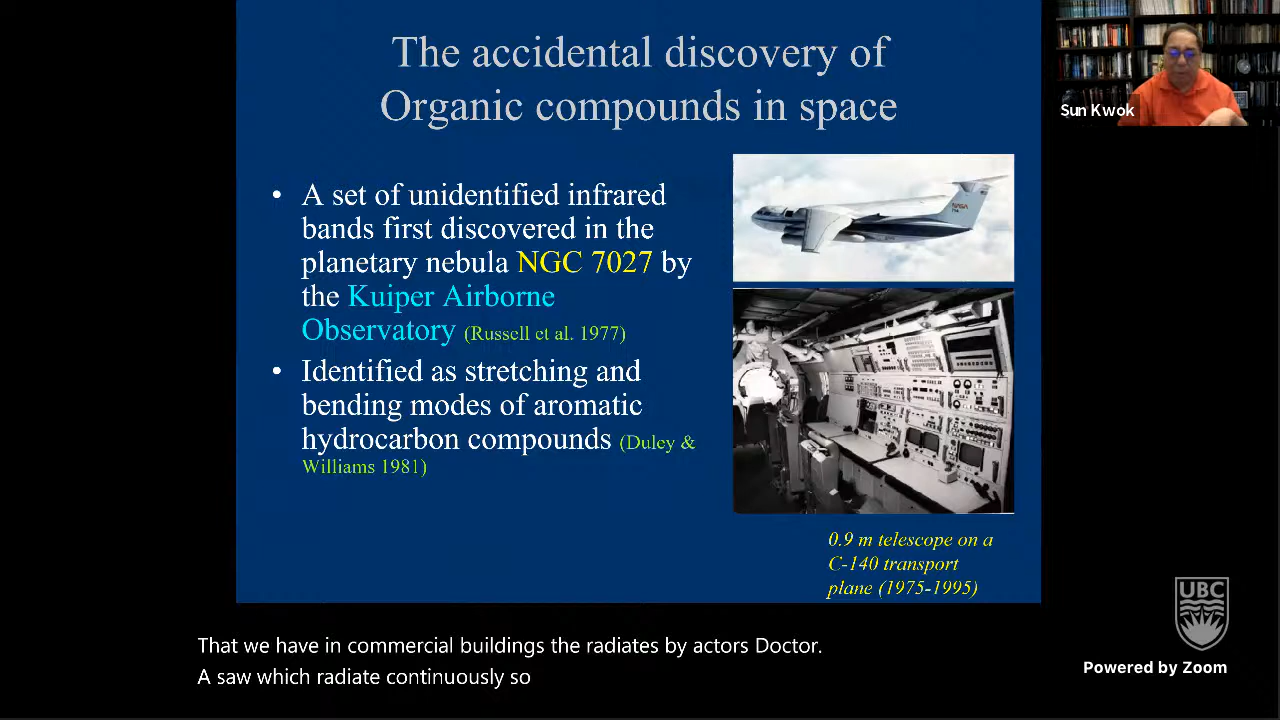 The accidental discovery of
Organic compounds in space
• A set of unidentified infrared
bands first discovered in the
planetary nebula NGC 7027 by
the Kuiper Airborne
Observatory (Russell et al. 1977)
• Identified as stretching and
bending modes of aromatic
hydrocarbon compounds (Duley &
Williams 1981)
NASA
714
0.9 m telescope on a
C-140 transport
plane (1975-1995)
Sun Kwok
That we have in commercial buildings the radiates by actors Doctor.
A saw which radiate continuously so
UBC
Powered by Zoom